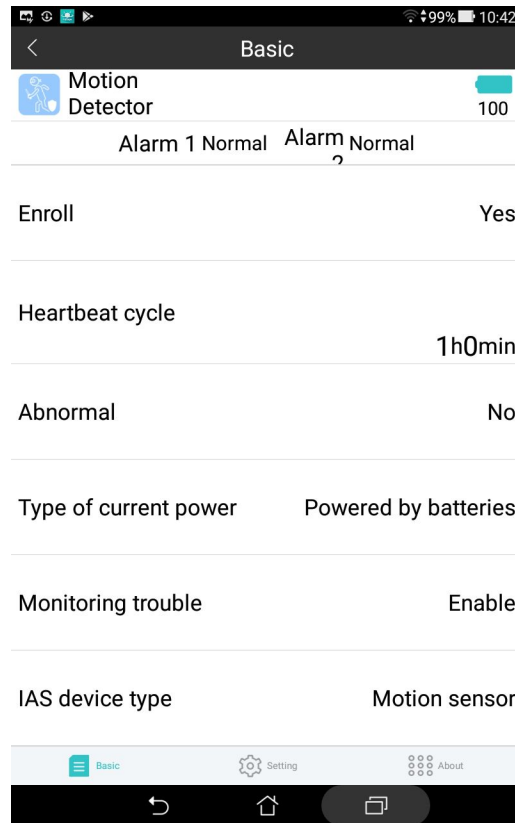 99% 10:42
Basic
Motion
Detector
100
Alarm 1 Normal Alarm 2 Normal
Enroll Yes
Heartbeat cycle
1h0min
Abnormal No
Type of current power Powered by batteries
Monitoring trouble Enable
IAS device type Motion sensor
Basic Setting About